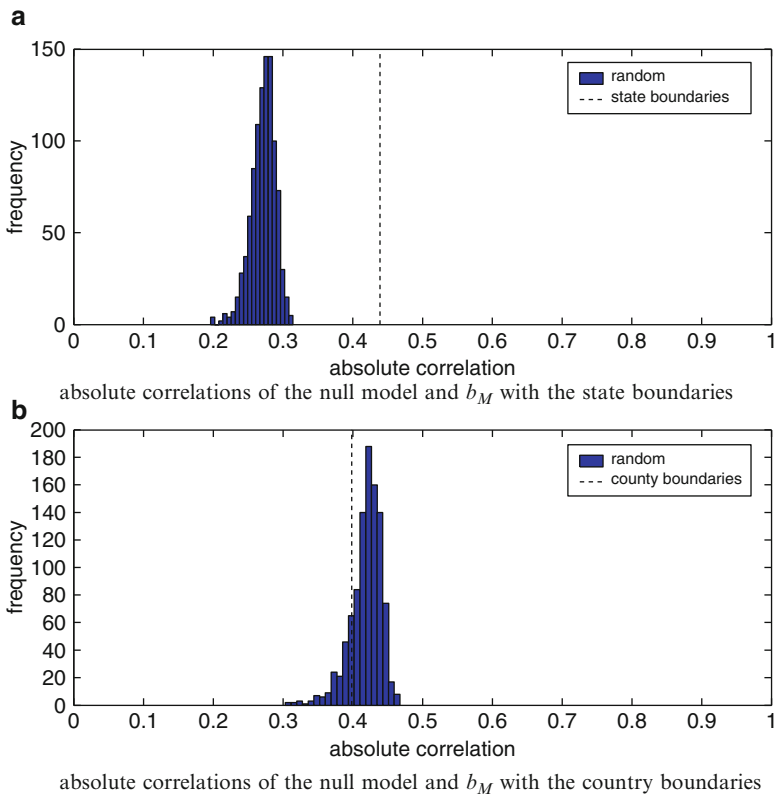 a
150
100
50
0
frequency
random
state boundaries
0 0.1 0.2 0.3 0.4 0.5 0.6 0.7 0.8 0.9 1
absolute correlation
absolute correlations of the null model and b_M with the state boundaries
b
200
180
160
140
120
100
80
60
40
20
0
frequency
random
county boundaries
0 0.1 0.2 0.3 0.4 0.5 0.6 0.7 0.8 0.9 1
absolute correlation
absolute correlations of the null model and b_M with the country boundaries